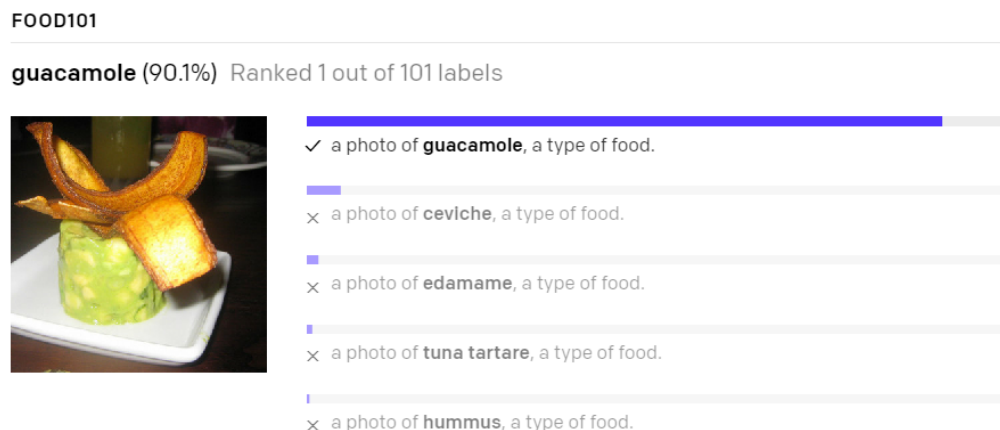 FOOD101
guacamole (90.1%) Ranked 1 out of 101 labels
✓ a photo of guacamole, a type of food.
× a photo of ceviche, a type of food.
× a photo of edamame, a type of food.
× a photo of tuna tartare, a type of food.
× a photo of hummus, a type of food.